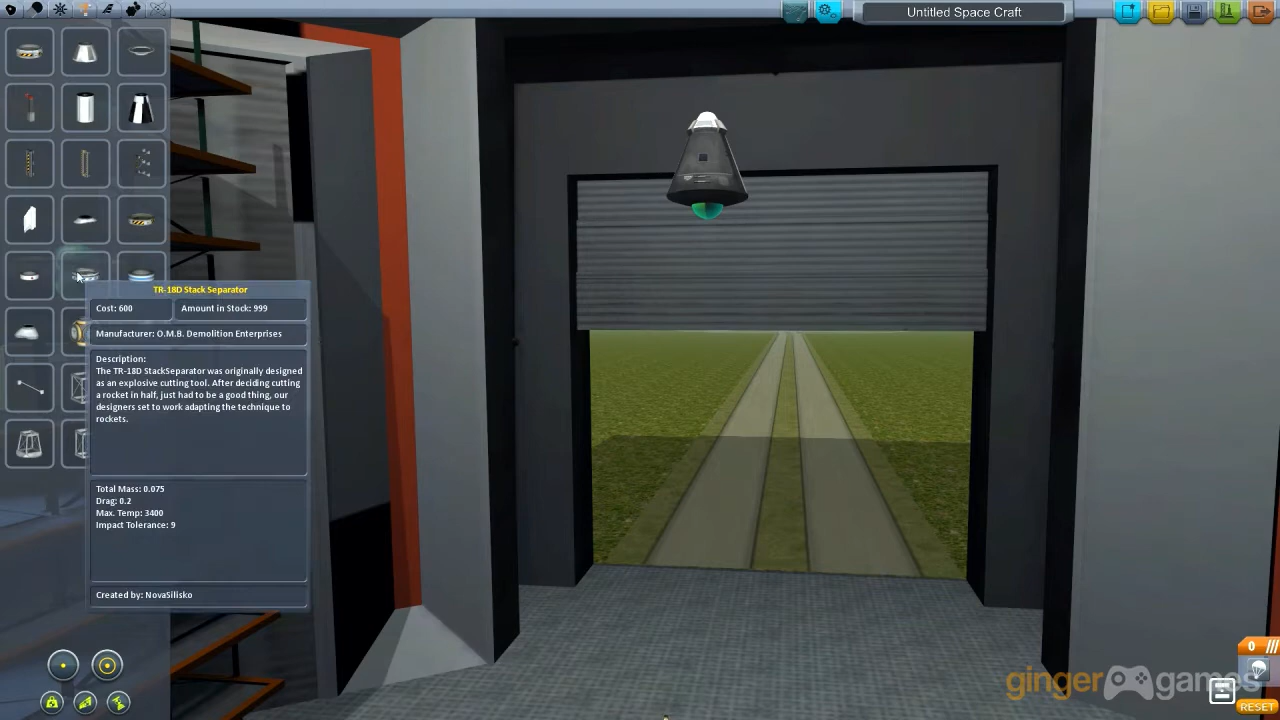 Untitled Space Craft
TR-18D Stack Separator
Cost: 600
Amount in Stock: 999
Manufacturer: O.M.B. Demolition Enterprises
Description:
The TR-18D StackSeparator was originally designed
as an explosive cutting tool. After deciding cutting
a rocket in half, just had to be a good thing, our
designers set to work adapting the technique to
rockets.
Total Mass: 0.075
Drag: 0.2
Max. Temp: 3400
Impact Tolerance: 9
Created by: NovaSilisko
0
ginger games
RESET